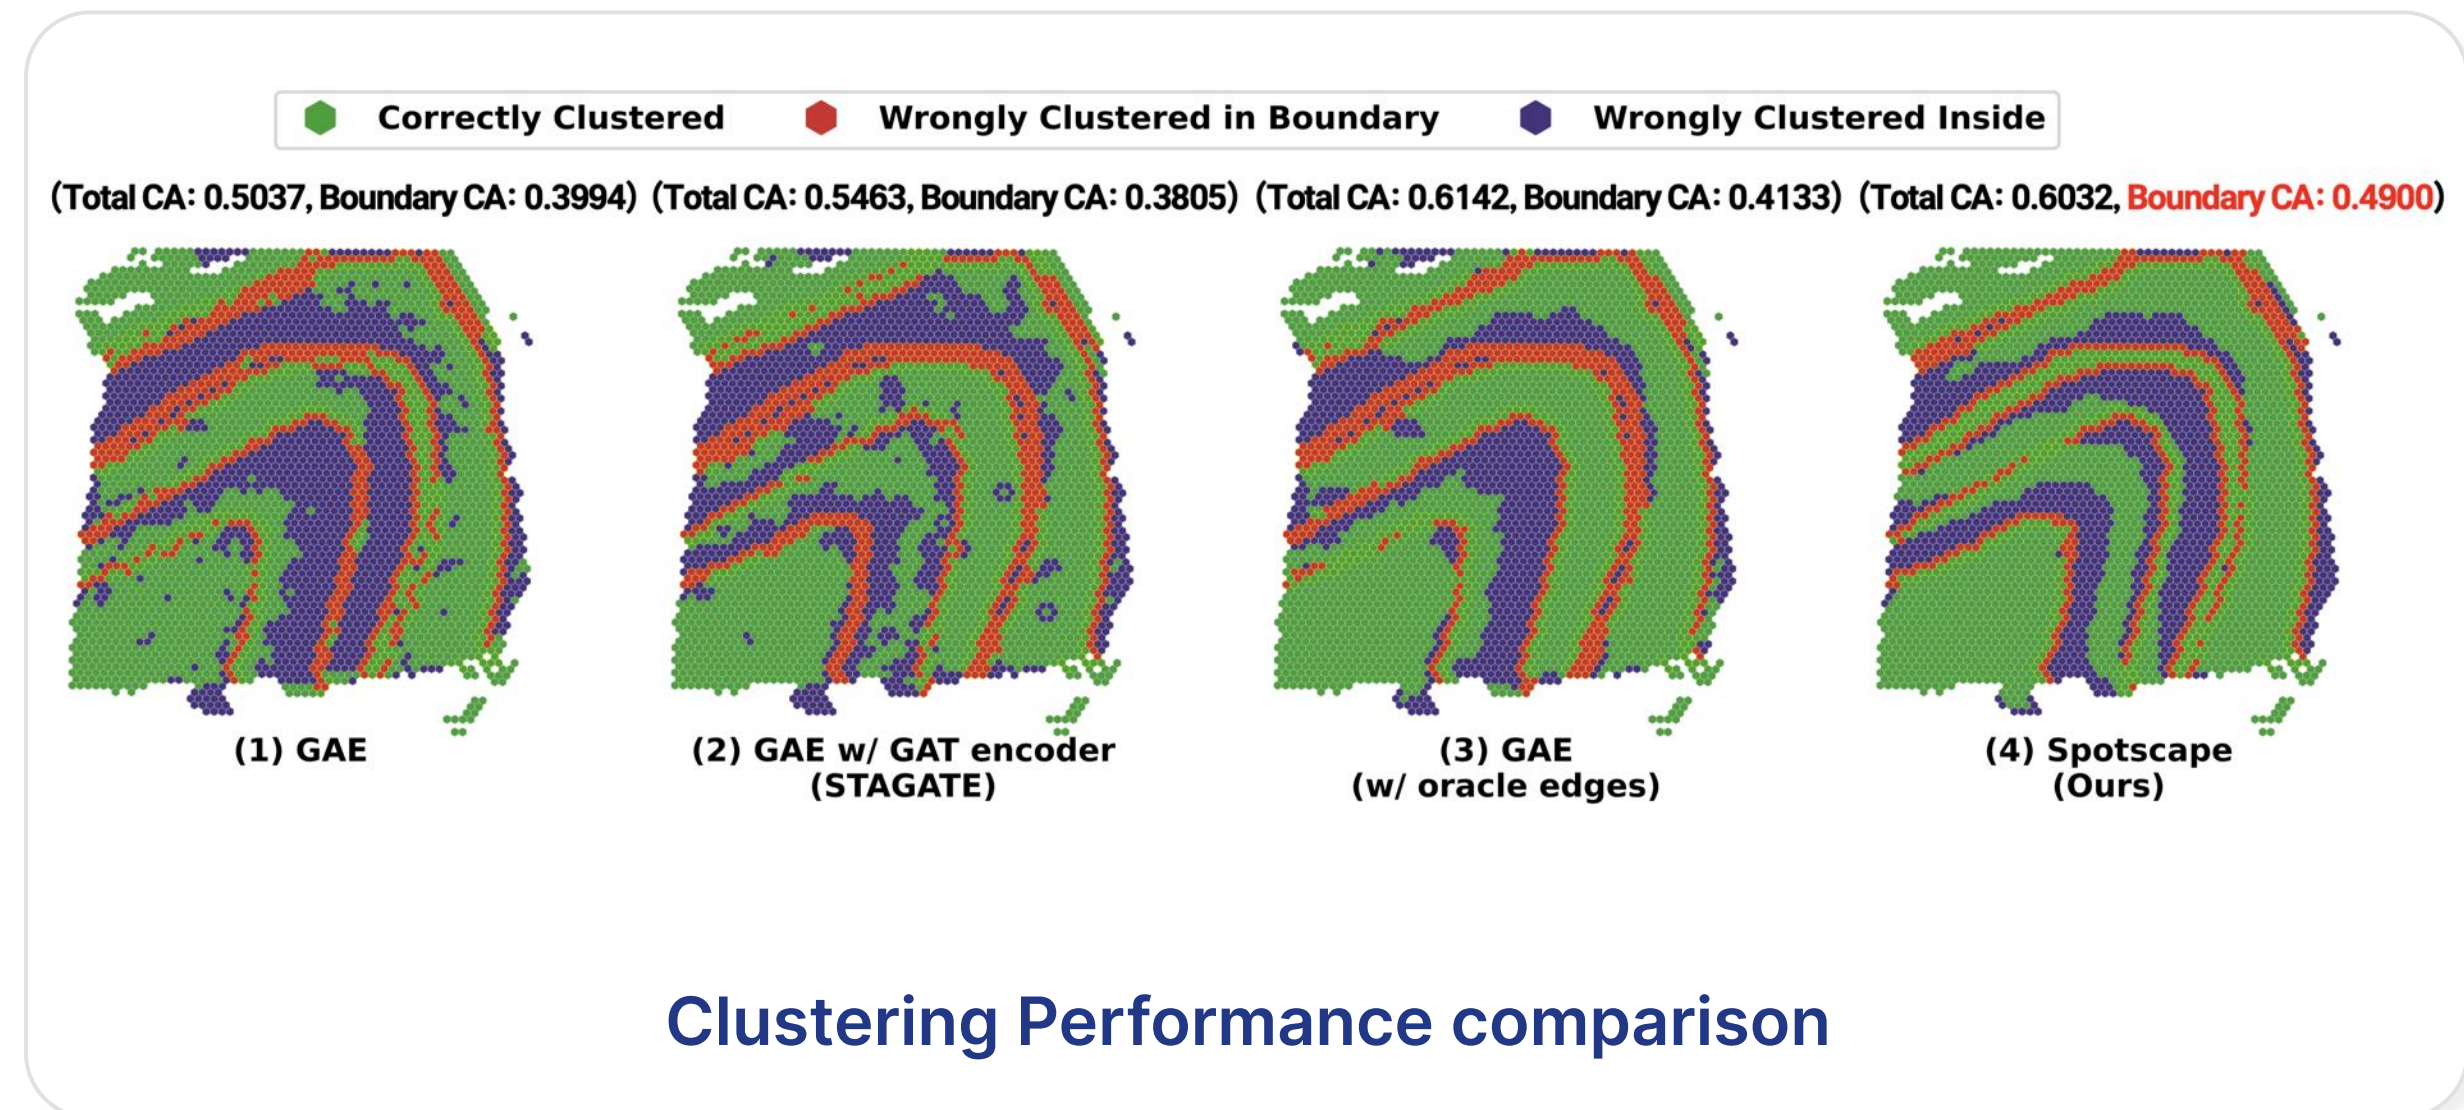 Correctly Clustered Wrongly Clustered in Boundary Wrongly Clustered Inside
(Total CA: 0.5037, Boundary CA: 0.3994) (Total CA: 0.5463, Boundary CA: 0.3805) (Total CA: 0.6142, Boundary CA: 0.4133) (Total CA: 0.6032, Boundary CA: 0.4900)
(1) GAE
(2) GAE w/ GAT encoder
(STAGATE)
(3) GAE
(w/ oracle edges)
(4) Spotscape
(Ours)
Clustering Performance comparison